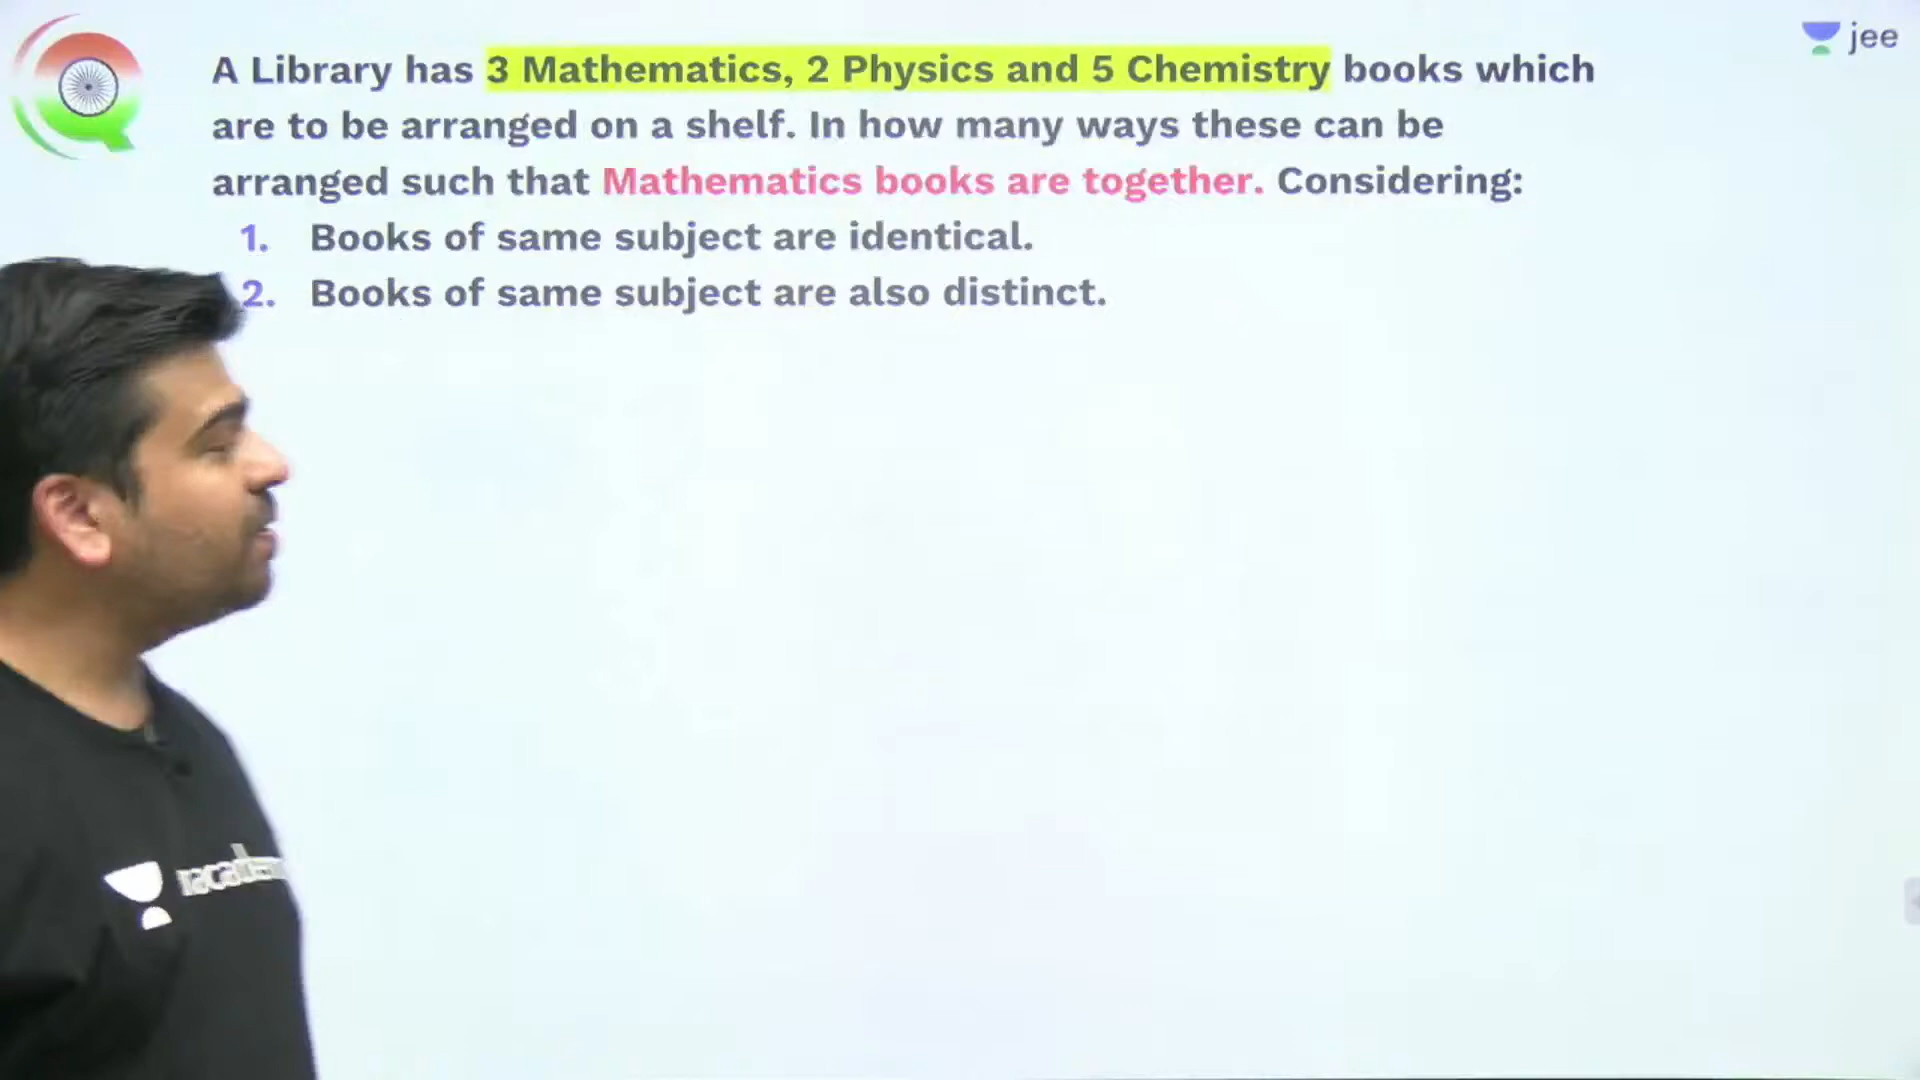 jee
A Library has 3 Mathematics, 2 Physics and 5 Chemistry books which
are to be arranged on a shelf. In how many ways these can be
arranged such that Mathematics books are together. Considering:
1. Books of same subject are identical.
2. Books of same subject are also distinct.